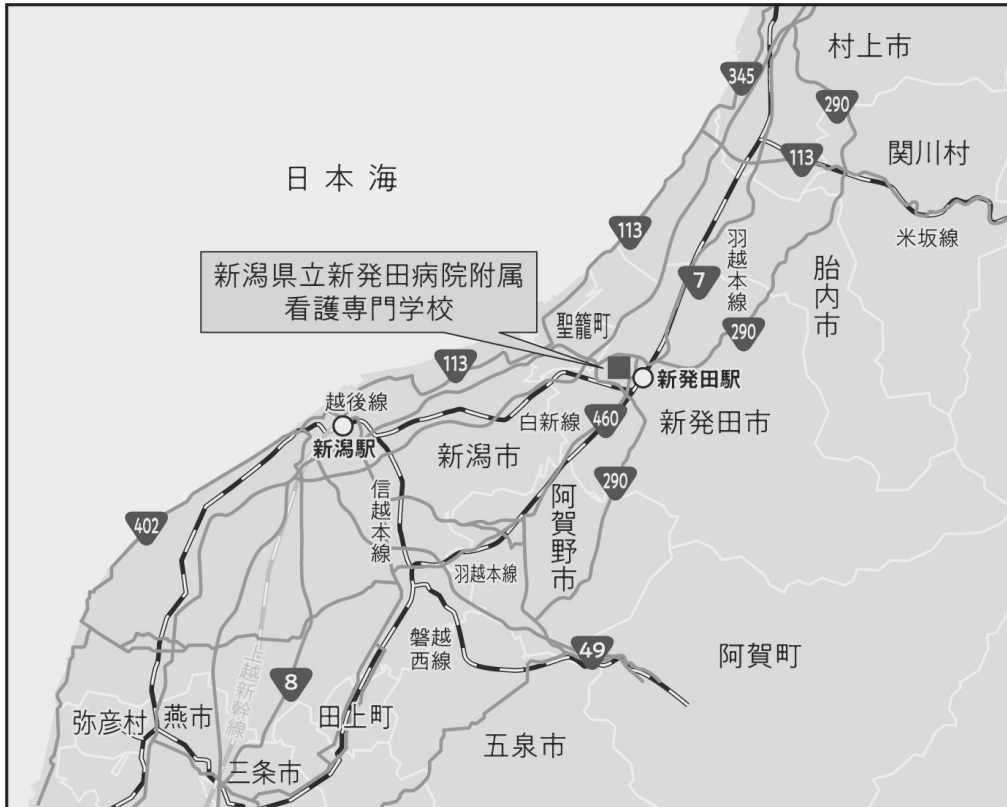 村上市
345
290
関川村
113
日本海
米坂線
113
羽越本線
胎内市
新潟県立新発田病院附属
看護専門学校
7
聖籠町
290
113
新発田駅
越後線
白新線
460
新発田市
新潟駅
新潟市
290
信越本線
阿賀野市
402
羽越本線
磐越
西線
49
阿賀町
上越新幹線
8
弥彦村
燕市
田上町
五泉市
三条市